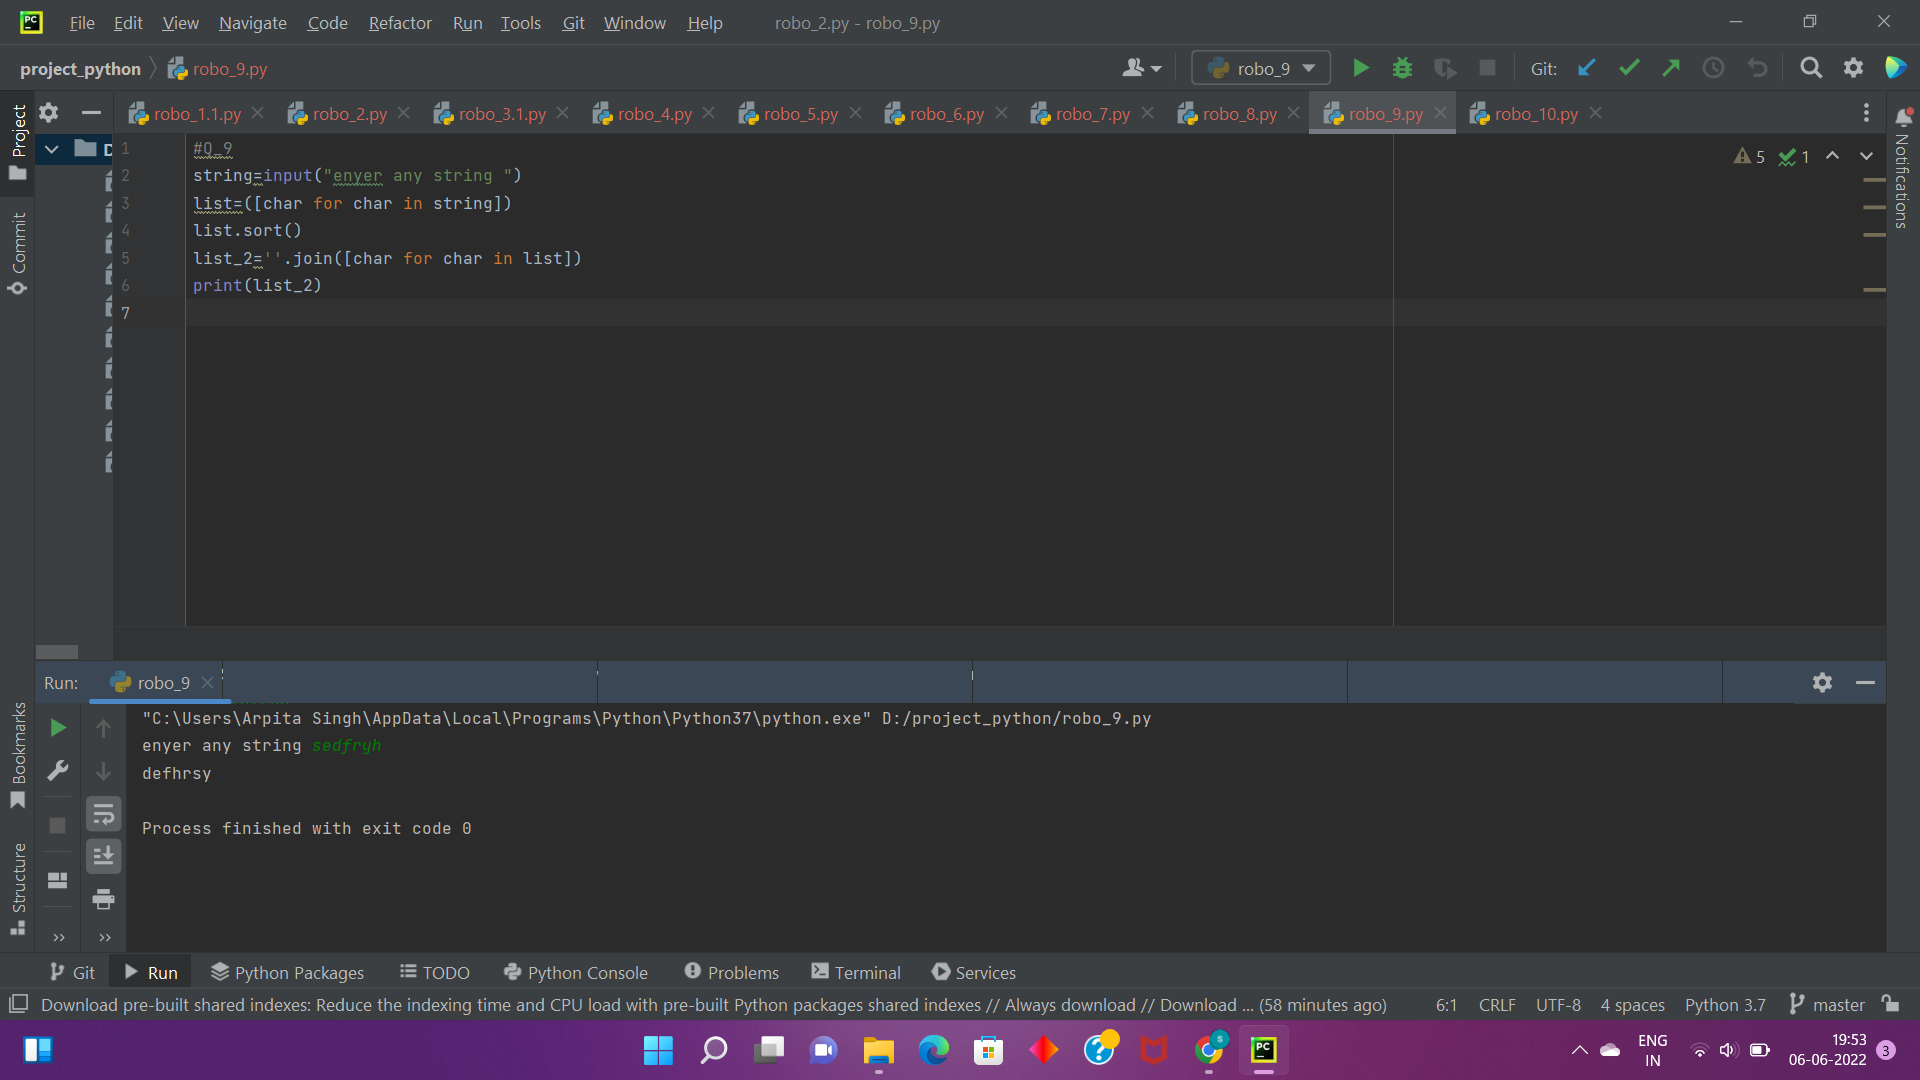 PC File Edit View Navigate Code Refactor Run Tools Git Window Help robo_2.py - robo_9.py
project_python robo_9.py robo_9 Git:
robo_1.1.py robo_2.py robo_3.1.py robo_4.py robo_5.py robo_6.py robo_7.py robo_8.py robo_9.py robo_10.py
Project
Commit
Bookmarks
Structure
Notifications
D
5 1
1 #Q_9
2 string=input("enyer any string ")
3 list=([char for char in string])
4 list.sort()
5 list_2=''.join([char for char in list])
6 print(list_2)
7
Run: robo_9
"C:\Users\Arpita Singh\AppData\Local\Programs\Python\Python37\python.exe" D:/project_python/robo_9.py
enyer any string sedfryh
defhrsy
Process finished with exit code 0
Git Run Python Packages TODO Python Console Problems Terminal Services
Download pre-built shared indexes: Reduce the indexing time and CPU load with pre-built Python packages shared indexes // Always download // Download ... (58 minutes ago) 6:1 CRLF UTF-8 4 spaces Python 3.7 master
S
PC
ENG
IN
19:53
06-06-2022
3